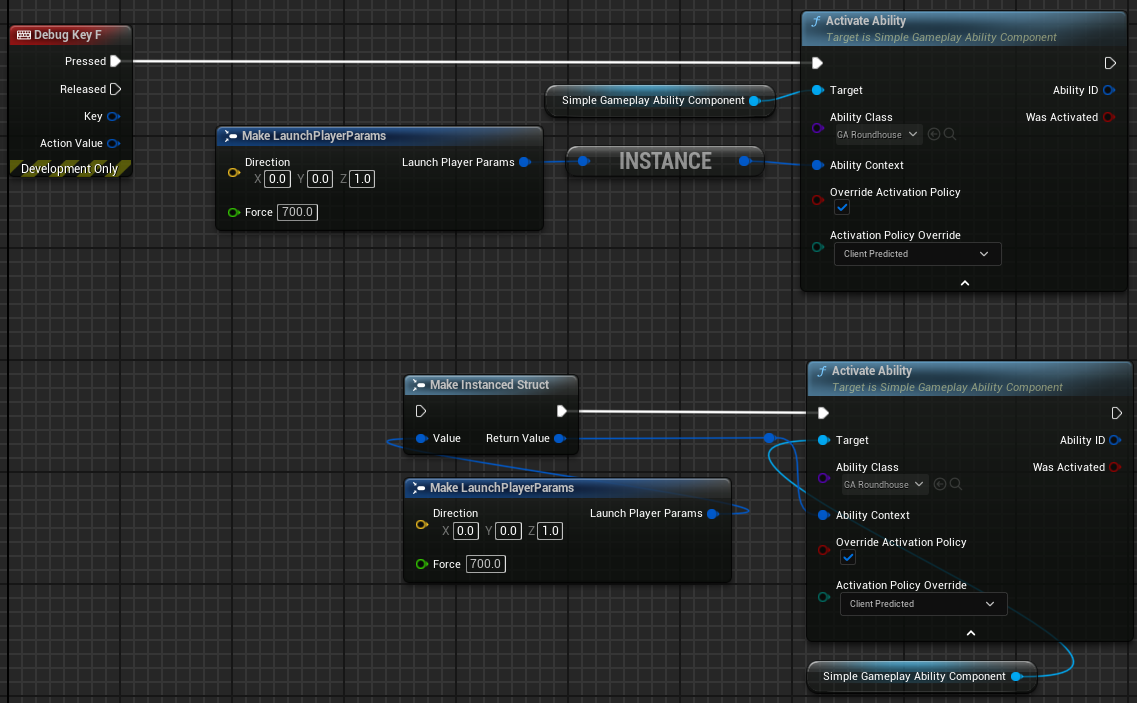 Debug Key F
Pressed
Released
Key
Action Value
Development Only
Make LaunchPlayerParams
Direction
X 0.0 Y 0.0 Z 1.0
Launch Player Params
Force 700.0
Simple Gameplay Ability Component
INSTANCE
Activate Ability
Target is Simple Gameplay Ability Component
Target
Ability ID
Ability Class
GA Roundhouse
Was Activated
Ability Context
Override Activation Policy
Activation Policy Override
Client Predicted
Make Instanced Struct
Value
Return Value
Make LaunchPlayerParams
Direction
X 0.0 Y 0.0 Z 1.0
Launch Player Params
Force 700.0
Activate Ability
Target is Simple Gameplay Ability Component
Target
Ability ID
Ability Class
GA Roundhouse
Was Activated
Ability Context
Override Activation Policy
Activation Policy Override
Client Predicted
Simple Gameplay Ability Component